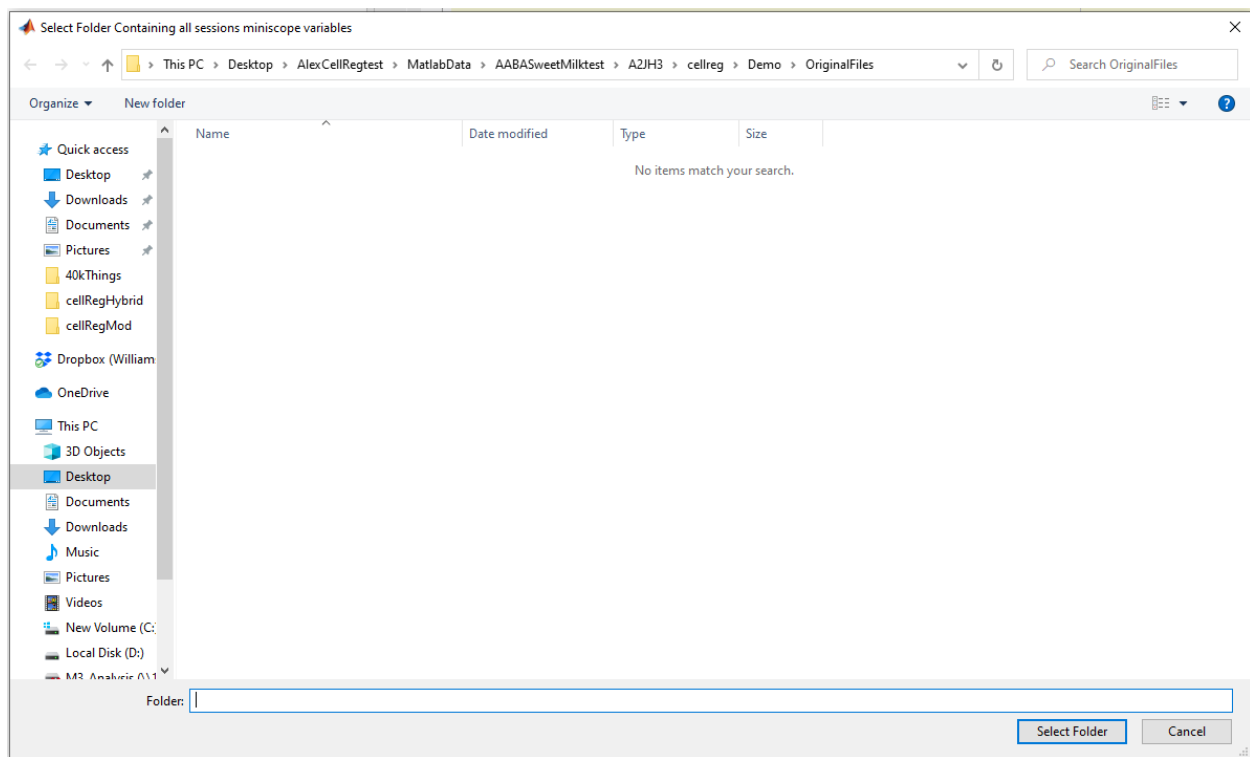 Select Folder Containing all sessions miniscope variables
This PC > Desktop > AlexCellRegtest > MatlabData > AABASweetMilktest > A2JH3 > cellreg > Demo > OriginalFiles
Search OriginalFiles
Organize
New folder
?
Name
Date modified
Type
Size
No items match your search.
Quick access
Desktop
Downloads
Documents
Pictures
40kThings
cellRegHybrid
cellRegMod
Dropbox (William
OneDrive
This PC
3D Objects
Desktop
Documents
Downloads
Music
Pictures
Videos
New Volume (C:
Local Disk (D:)
M3_Analysis (\\1
Folder:
Select Folder
Cancel